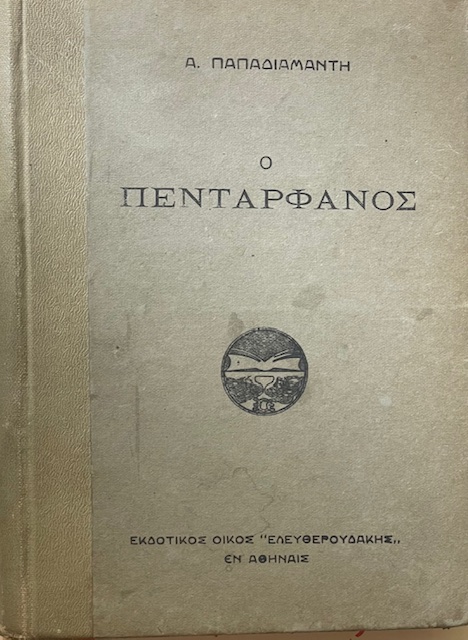 Α. ΠΑΠΑΔΙΑΜΑΝΤΗ
Ο
ΠΕΝΤΑΡΦΑΝΟΣ
ΕΚΔΟΤΙΚΟΣ ΟΙΚΟΣ "ΕΛΕΥΘΕΡΟΥΔΑΚΗΣ,,
ΕΝ ΑΘΗΝΑΙΣ